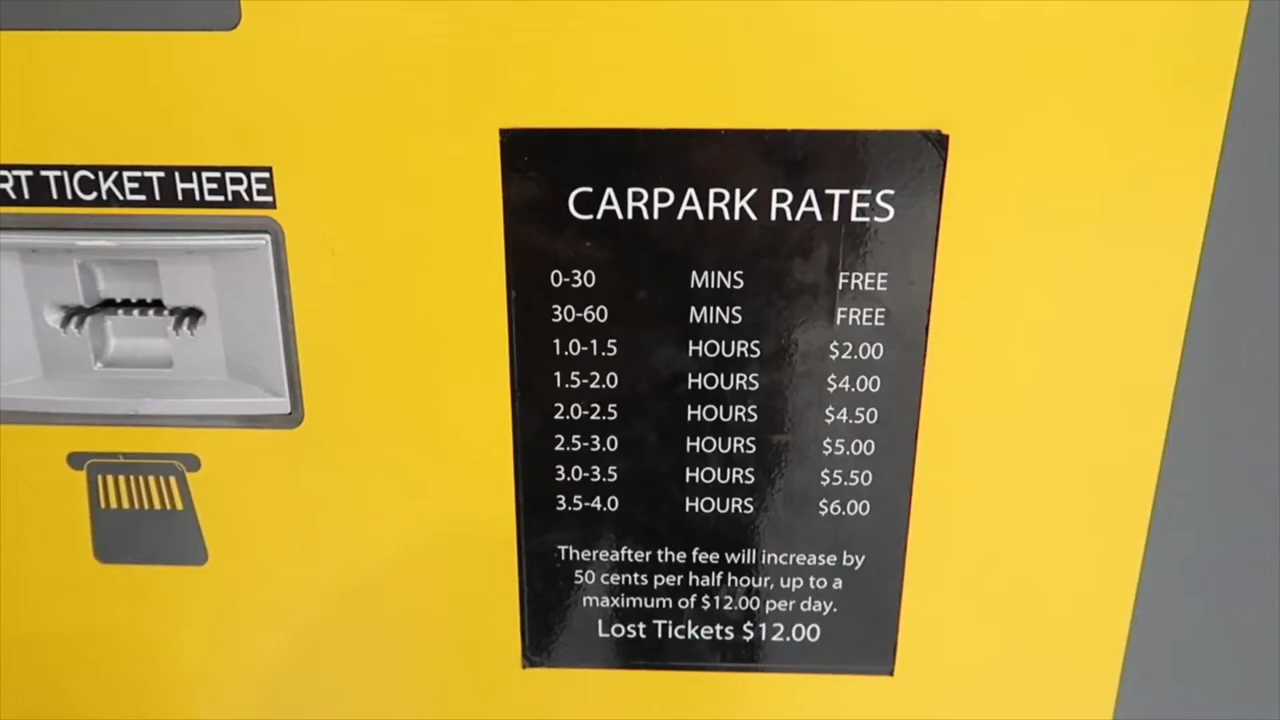 RT TICKET HERE
CARPARK RATES
0-30 MINS FREE
30-60 MINS FREE
1.0-1.5 HOURS $2.00
1.5-2.0 HOURS $4.00
2.0-2.5 HOURS $4.50
2.5-3.0 HOURS $5.00
3.0-3.5 HOURS $5.50
3.5-4.0 HOURS $6.00
Thereafter the fee will increase by
50 cents per half hour, up to a
maximum of $12.00 per day.
Lost Tickets $12.00